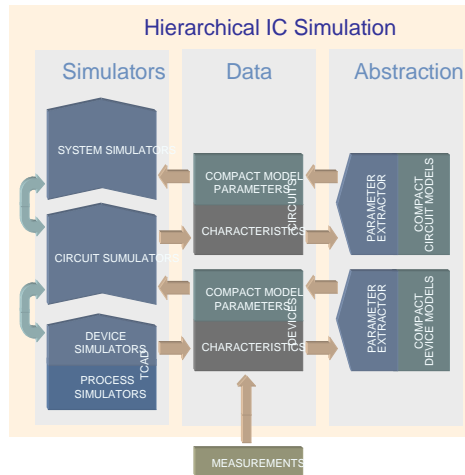 Hierarchical IC Simulation
Simulators
Data
Abstraction
SYSTEM SIMULATORS
COMPACT MODEL
PARAMETERS
CHARACTERISTICS
CIRCUITS
PARAMETER
EXTRACTOR
COMPACT
CIRCUIT MODELS
CIRCUIT SUMULATORS
COMPACT MODEL
PARAMETERS
CHARACTERISTICS
DEVICES
PARAMETER
EXTRACTOR
COMPACT
DEVICE MODELS
DEVICE
SIMULATORS
PROCESS
SIMULATORS
TCAD
MEASUREMENTS